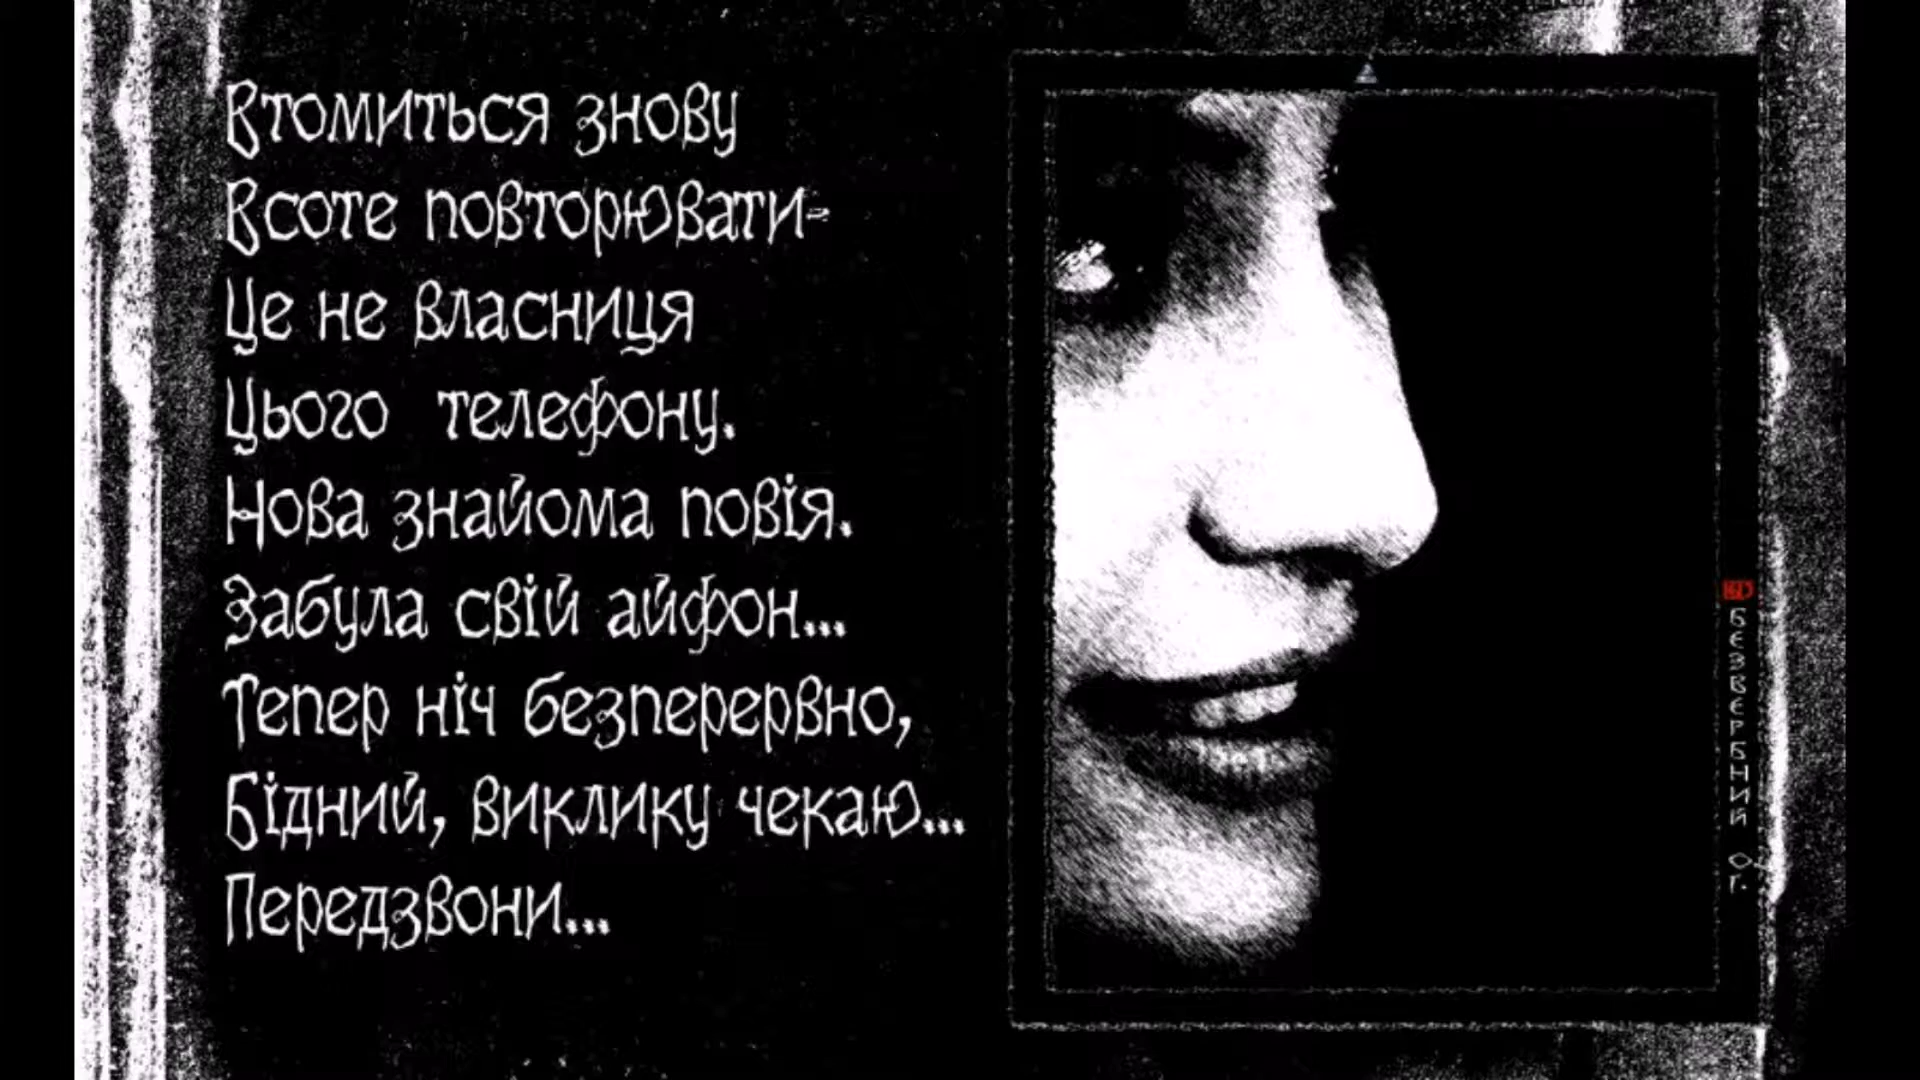 Втомиться знову
Всоте повторювати-
Це не власниця
Цього телефону.
Нова знайома повія.
Забула свій айфон...
Тепер ніч безперервно,
Бідний, виклику чекаю...
Передзвони...
БЕЗВЕРБНИЙ ОГ.